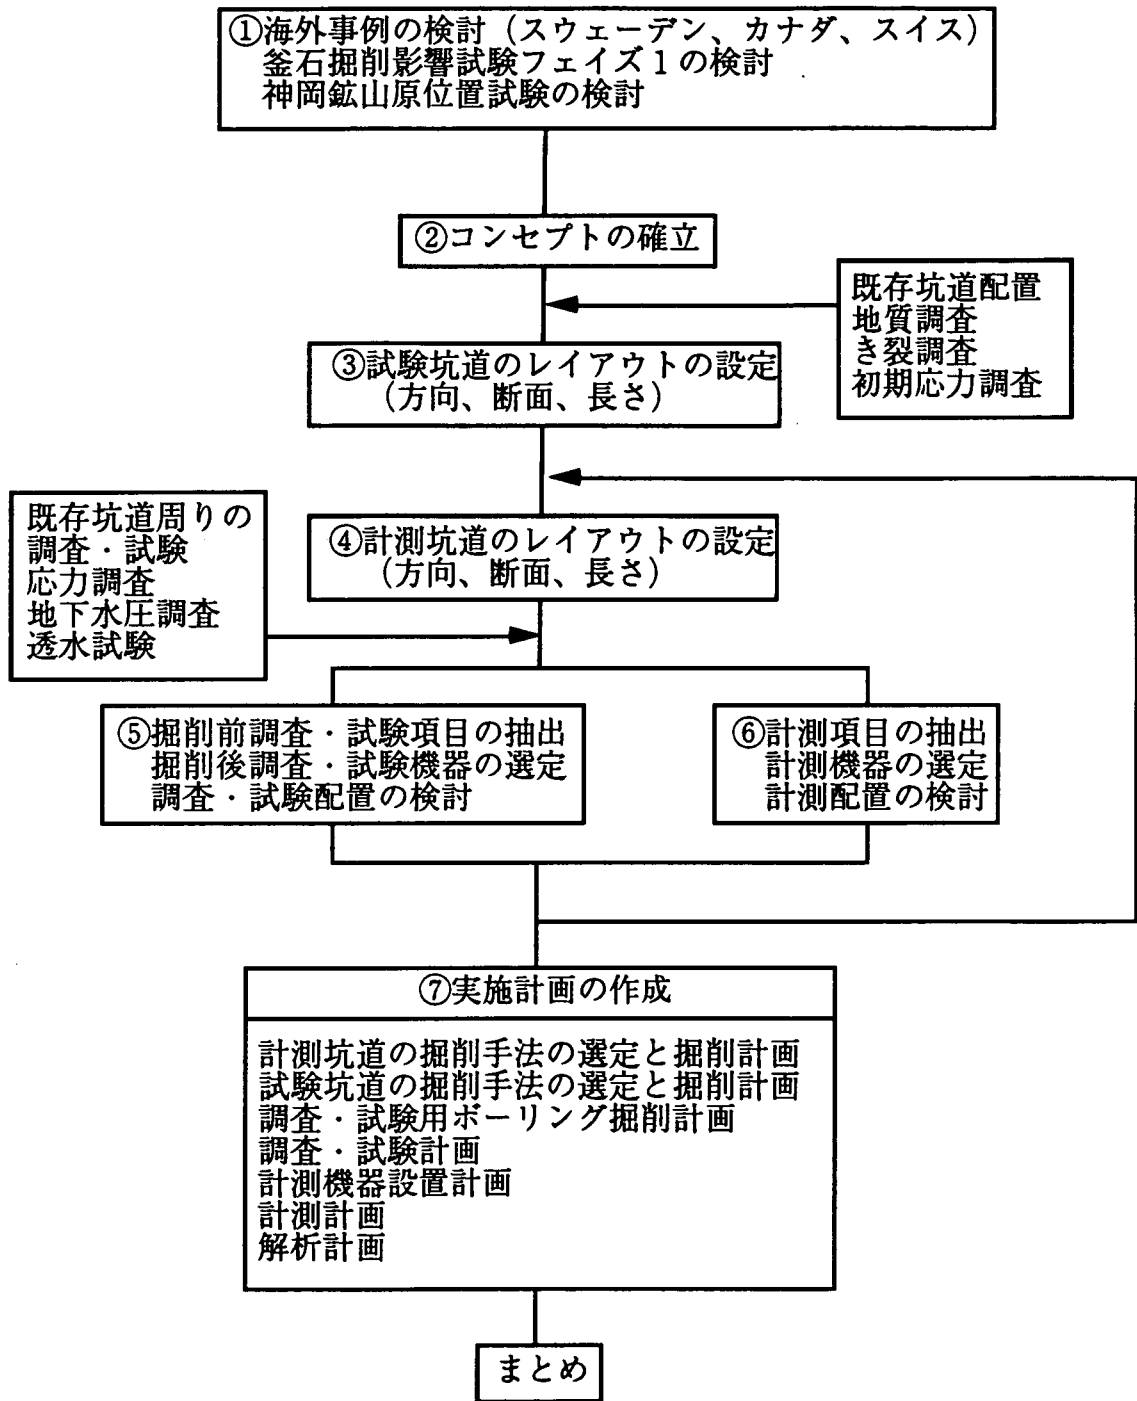 ①海外事例の検討(スウェーデン、カナダ、スイス)
釜石掘削影響試験フェイズ1の検討
神岡鉱山原位置試験の検討
②コンセプトの確立
既存坑道配置
地質調査
き裂調査
初期応力調査
③試験坑道のレイアウトの設定
(方向、断面、長さ)
既存坑道周りの
調査・試験
応力調査
地下水圧調査
透水試験
④計測坑道のレイアウトの設定
(方向、断面、長さ)
⑤掘削前調査・試験項目の抽出
掘削後調査・試験機器の選定
調査・試験配置の検討
⑥計測項目の抽出
計測機器の選定
計測配置の検討
⑦実施計画の作成
計測坑道の掘削手法の選定と掘削計画
試験坑道の掘削手法の選定と掘削計画
調査・試験用ボーリング掘削計画
調査・試験計画
計測機器設置計画
計測計画
解析計画
まとめ